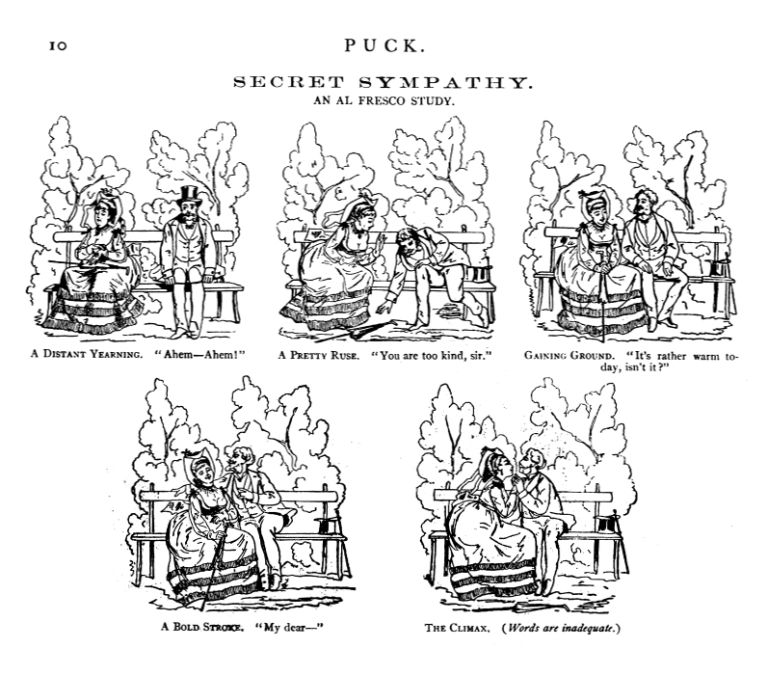 10
PUCK.
SECRET SYMPATHY.
AN AL FRESCO STUDY.
A DISTANT YEARNING. "Ahem—Ahem!"
A PRETTY RUSE. "You are too kind, sir."
GAINING GROUND. "It's rather warm to-
day, isn't it?"
A BOLD STROKE. "My dear—"
THE CLIMAX. (Words are inadequate.)